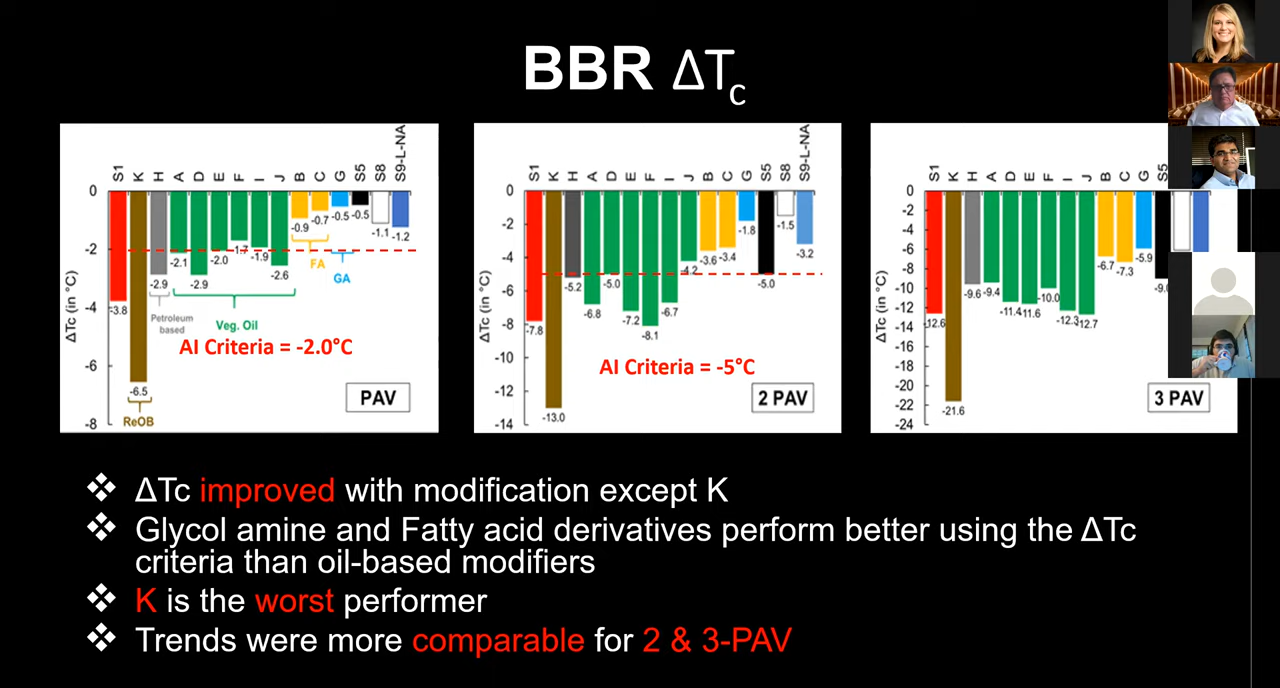 BBR ΔTc
S1 K H A D E F I J B C G S5 S8 S9-L-NA
0
-2
-4
-6
-8
ΔTc (in °C)
-3.8
-6.5
-2.9
-2.1
-2.9
-2.0
-1.7
-1.9
-2.6
-0.9
-0.7
-0.5
-0.5
-1.1
-1.2
FA
GA
Petroleum
based
Veg. Oil
AI Criteria = -2.0°C
ReOB
PAV
S1 K H A D E F I J B C G S5 S8 S9-L-NA
0
-2
-4
-6
-8
-10
-12
-14
ΔTc (in °C)
-7.8
-13.0
-5.2
-6.8
-5.0
-7.2
-8.1
-6.7
-4.2
-3.6
-3.4
-1.8
-5.0
-1.5
-3.2
AI Criteria = -5°C
2 PAV
S1 K H A D E F I J B C G S5
0
-2
-4
-6
-8
-10
-12
-14
-16
-18
-20
-22
-24
ΔTc (in °C)
-12.6
-21.6
-9.6
-9.4
-11.4
-11.6
-10.0
-12.3
-12.7
-6.7
-7.3
-5.9
3 PAV
❖ ΔTc improved with modification except K
❖ Glycol amine and Fatty acid derivatives perform better using the ΔTc
criteria than oil-based modifiers
❖ K is the worst performer
❖ Trends were more comparable for 2 & 3-PAV